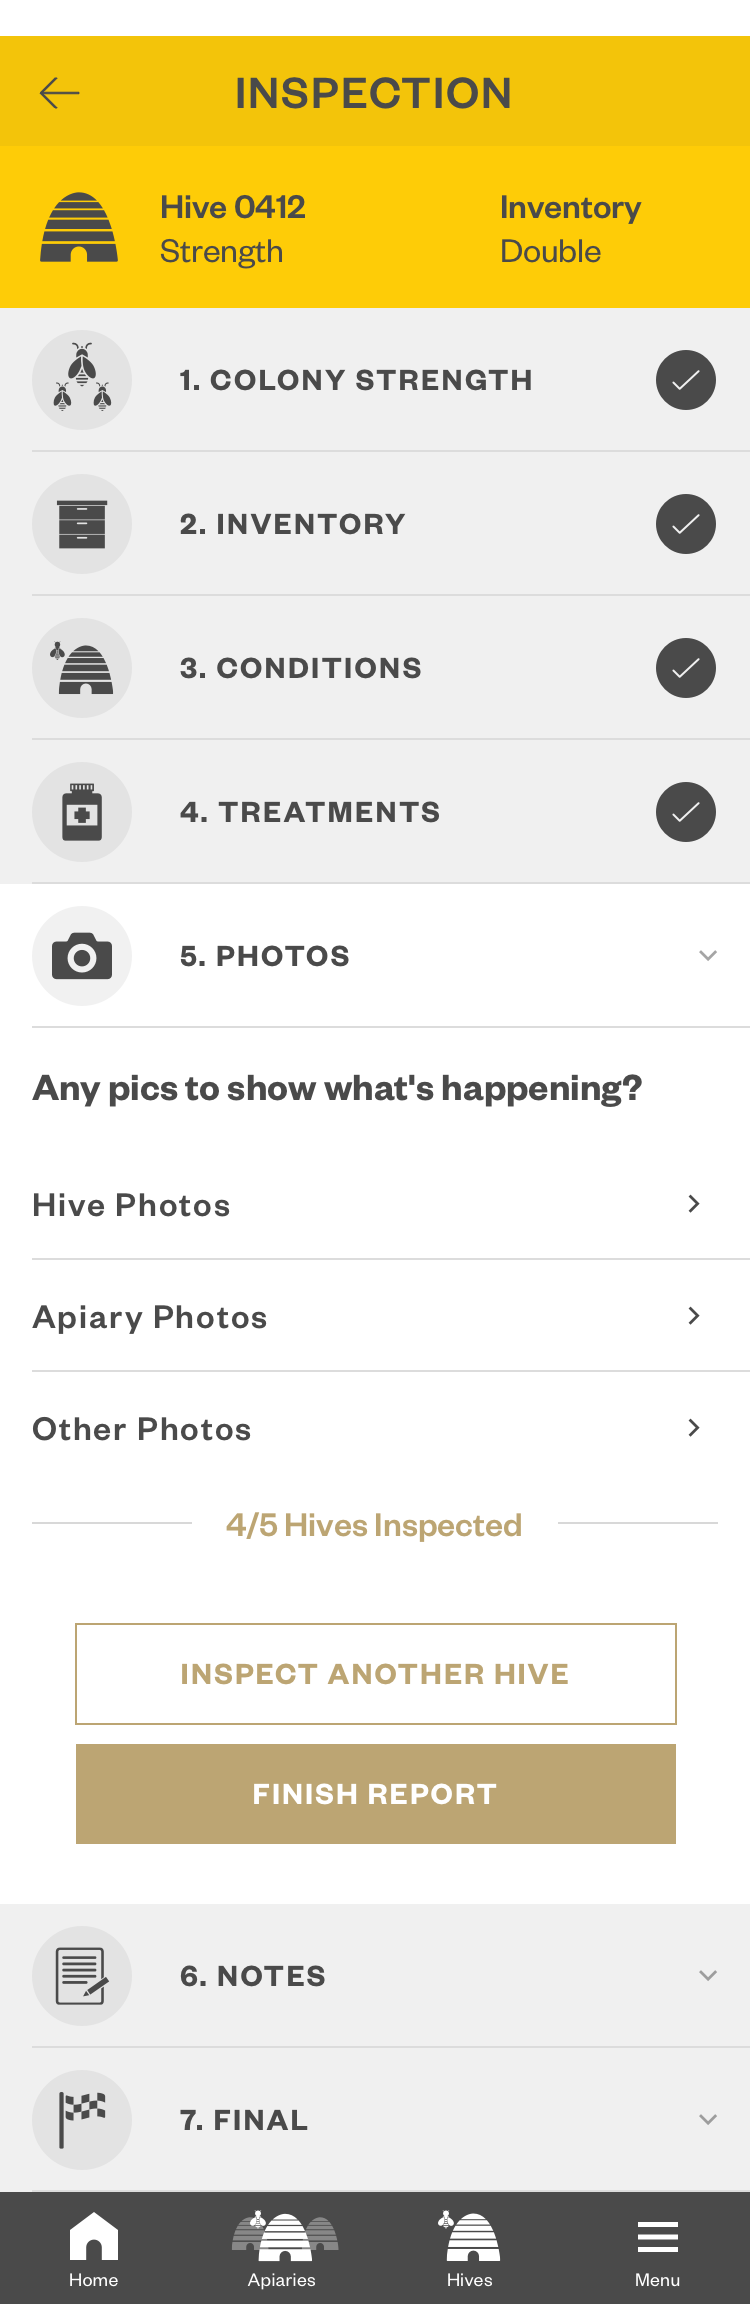 INSPECTION
Hive 0412
Strength
Inventory
Double
1. COLONY STRENGTH
2. INVENTORY
3. CONDITIONS
4. TREATMENTS
5. PHOTOS
Any pics to show what's happening?
Hive Photos
Apiary Photos
Other Photos
4/5 Hives Inspected
INSPECT ANOTHER HIVE
FINISH REPORT
6. NOTES
7. FINAL
Home
Apiaries
Hives
Menu